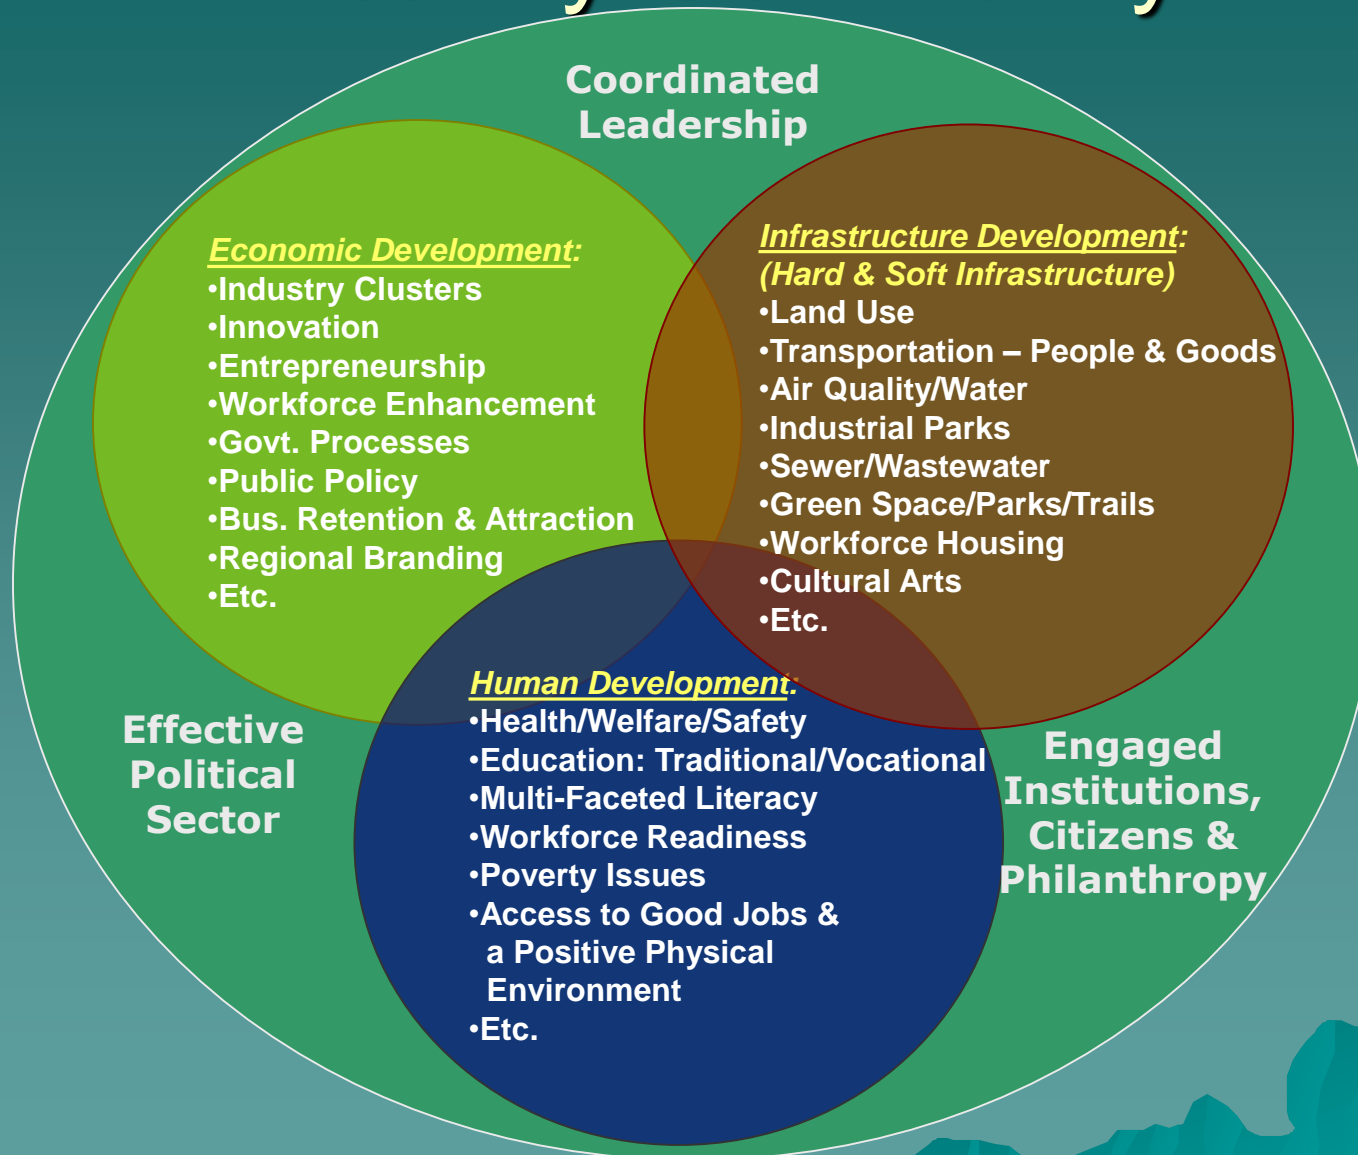 Coordinated
Leadership
Economic Development:
•Industry Clusters
•Innovation
•Entrepreneurship
•Workforce Enhancement
•Govt. Processes
•Public Policy
•Bus. Retention & Attraction
•Regional Branding
•Etc.
Infrastructure Development:
(Hard & Soft Infrastructure)
•Land Use
•Transportation – People & Goods
•Air Quality/Water
•Industrial Parks
•Sewer/Wastewater
•Green Space/Parks/Trails
•Workforce Housing
•Cultural Arts
•Etc.
Human Development:
•Health/Welfare/Safety
•Education: Traditional/Vocational
•Multi-Faceted Literacy
•Workforce Readiness
•Poverty Issues
•Access to Good Jobs &
a Positive Physical
Environment
•Etc.
Effective
Political
Sector
Engaged
Institutions,
Citizens &
Philanthropy